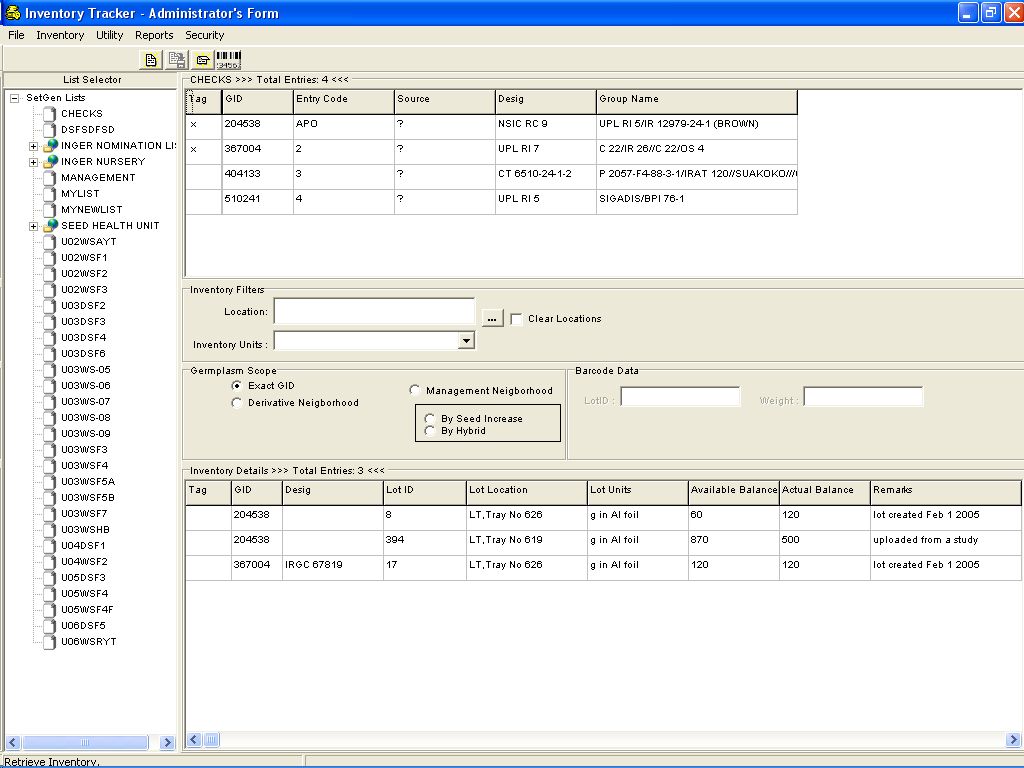 Inventory Tracker - Administrator's Form
File Inventory Utility Reports Security
3456
List Selector
SetGen Lists
CHECKS
DSFSDFSD
INGER NOMINATION LI
INGER NURSERY
MANAGEMENT
MYLIST
MYNEWLIST
SEED HEALTH UNIT
U02WSAYT
U02WSF1
U02WSF2
U02WSF3
U03DSF2
U03DSF3
U03DSF4
U03DSF6
U03WS-05
U03WS-06
U03WS-07
U03WS-08
U03WS-09
U03WSF3
U03WSF4
U03WSF5A
U03WSF5B
U03WSF7
U03WSHB
U04DSF1
U04WSF2
U05DSF3
U05WSF4
U05WSF4F
U06DSF5
U06WSRYT
CHECKS >>> Total Entries: 4 <<<
Tag GID Entry Code Source Desig Group Name
x 204538 APO ? NSIC RC 9 UPL RI 5/IR 12979-24-1 (BROWN)
x 367004 2 ? UPL RI 7 C 22/IR 26//C 22/OS 4
404133 3 ? CT 6510-24-1-2 P 2057-F4-88-3-1/IRAT 120//SUAKOKO///
510241 4 ? UPL RI 5 SIGADIS/BPI 76-1
Inventory Filters
Location: ... Clear Locations
Inventory Units :
Germplasm Scope
Exact GID
Derivative Neigborhood
Management Neigborhood
By Seed Increase
By Hybrid
Barcode Data
LotID : Weight :
Inventory Details >>> Total Entries: 3 <<<
Tag GID Desig Lot ID Lot Location Lot Units Available Balance Actual Balance Remarks
204538 8 LT,Tray No 626 g in Al foil 60 120 lot created Feb 1 2005
204538 394 LT,Tray No 619 g in Al foil 870 500 uploaded from a study
367004 IRGC 67819 17 LT,Tray No 626 g in Al foil 120 120 lot created Feb 1 2005
Retrieve Inventory.